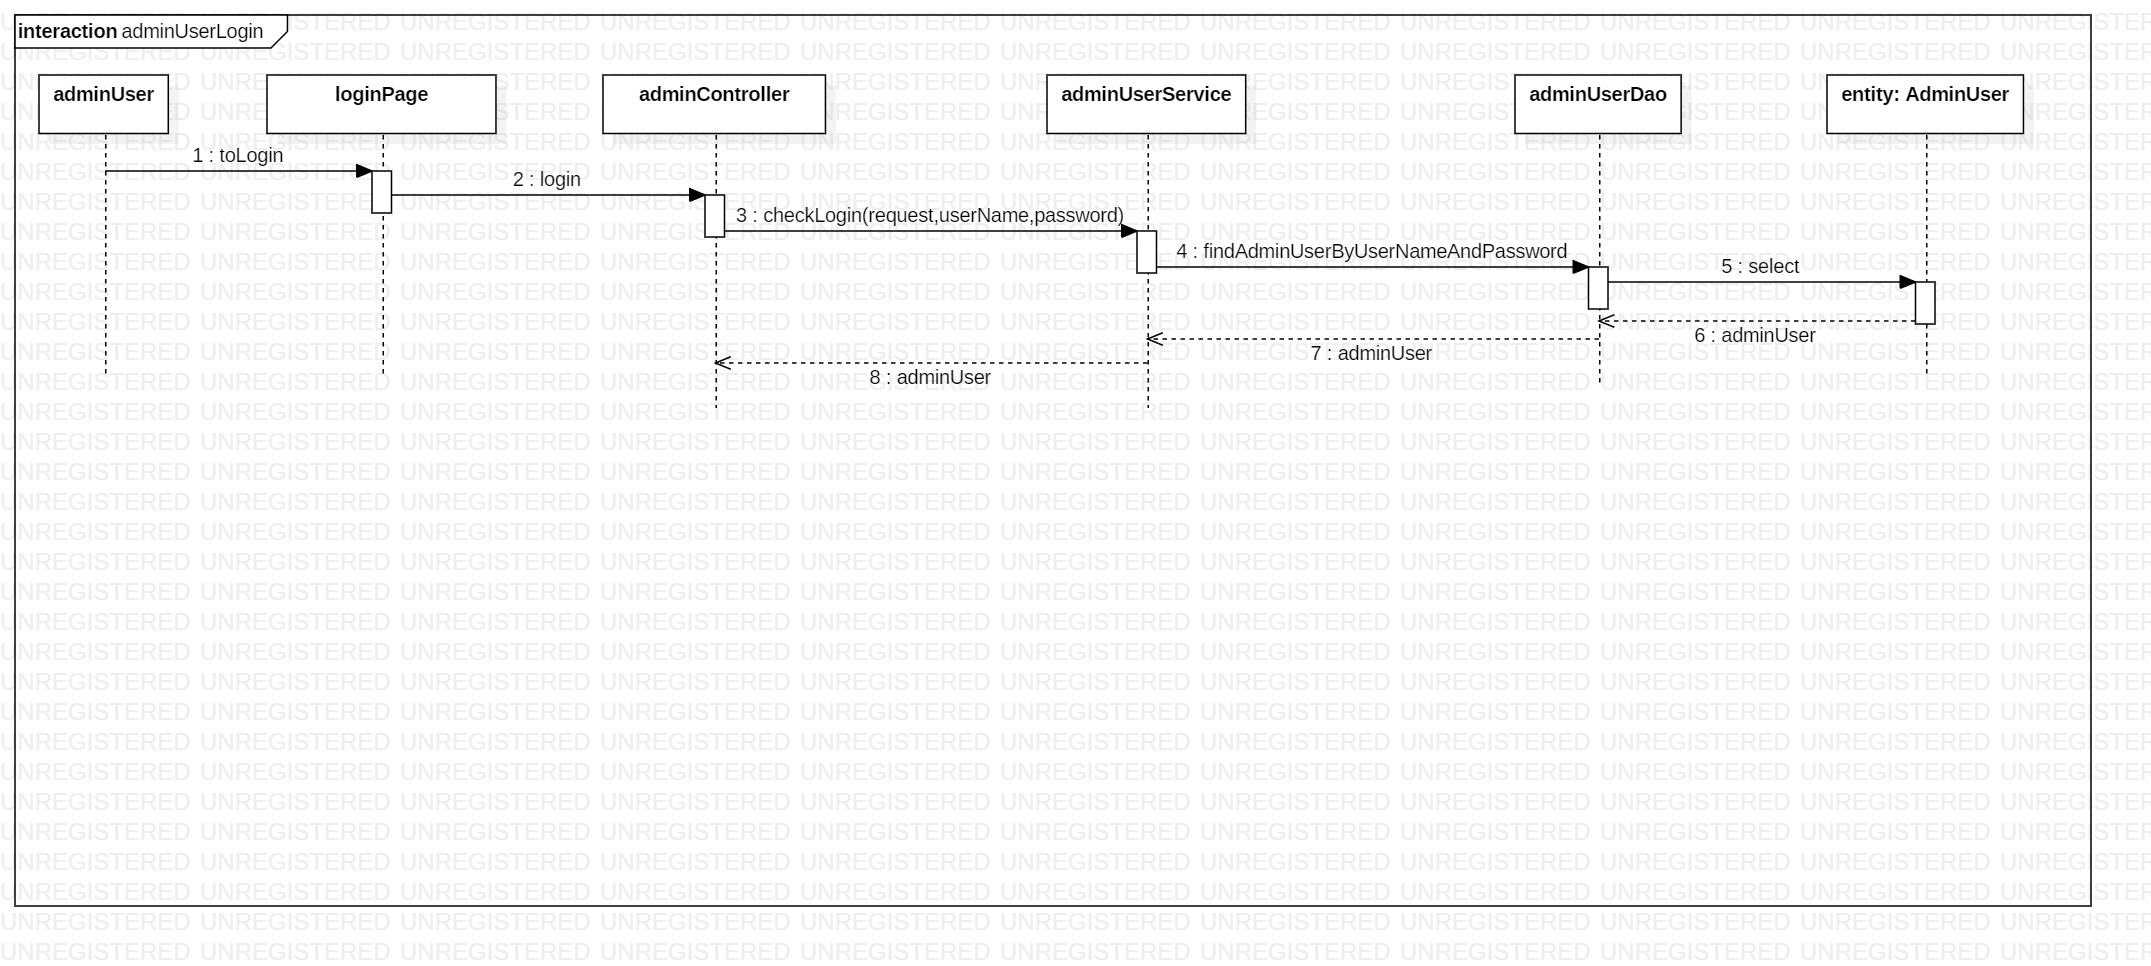 interaction adminUserLogin
adminUser
loginPage
adminController
adminUserService
adminUserDao
entity: AdminUser
1 : toLogin
2 : login
3 : checkLogin(request,userName,password)
4 : findAdminUserByUserNameAndPassword
5 : select
6 : adminUser
7 : adminUser
8 : adminUser
UNREGISTERED